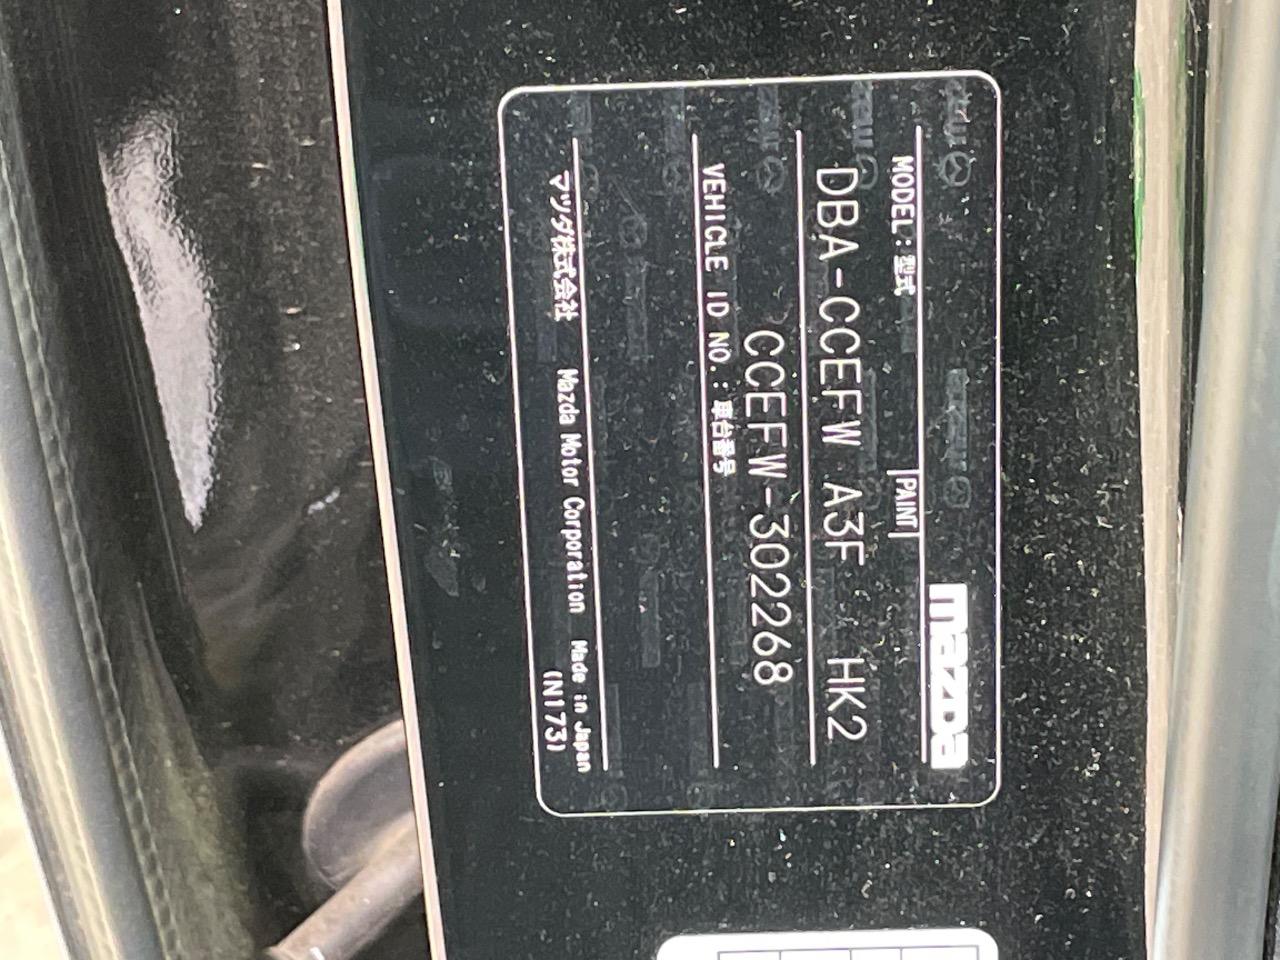 mazda
MODEL:型式 PAINT
DBA-CCEFW A3F HK2
CCEFW-302268
VEHICLE ID NO.:車台番号
マツダ株式会社 Mazda Motor Corporation Made in Japan
(N173)